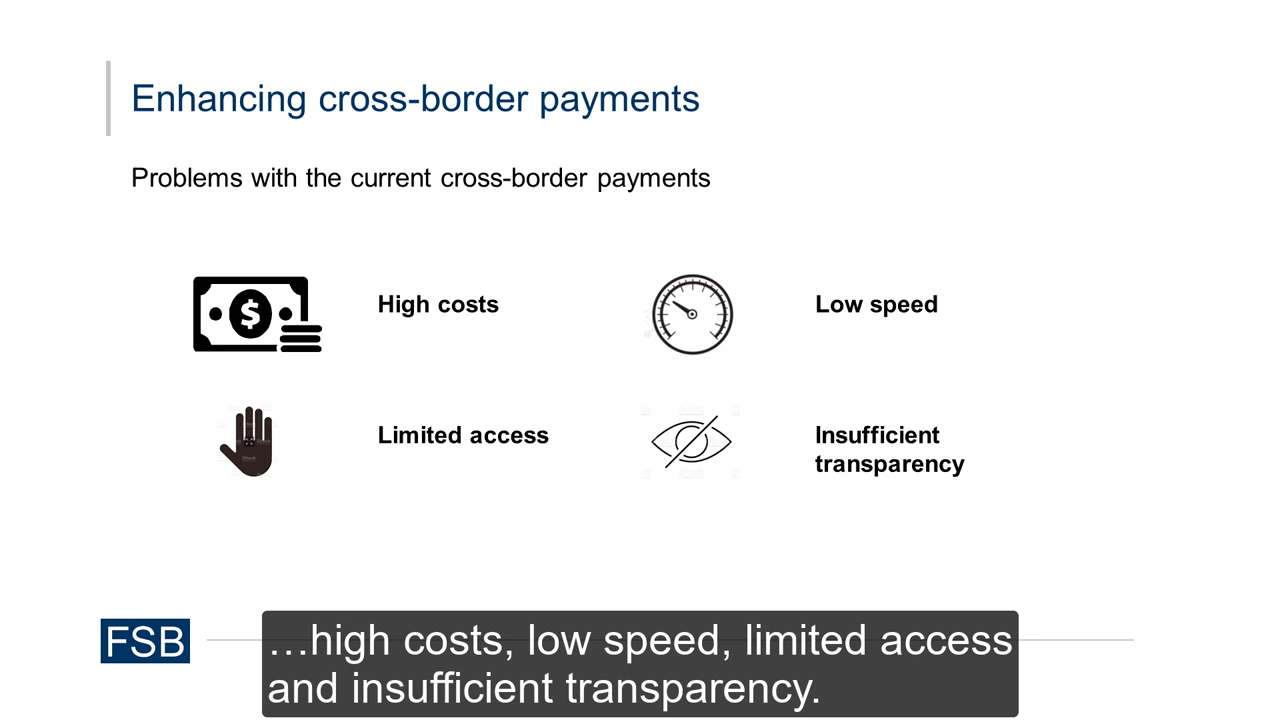 Enhancing cross-border payments
Problems with the current cross-border payments
$
High costs
Low speed
Limited access
Insufficient
transparency
FSB
…high costs, low speed, limited access
and insufficient transparency.